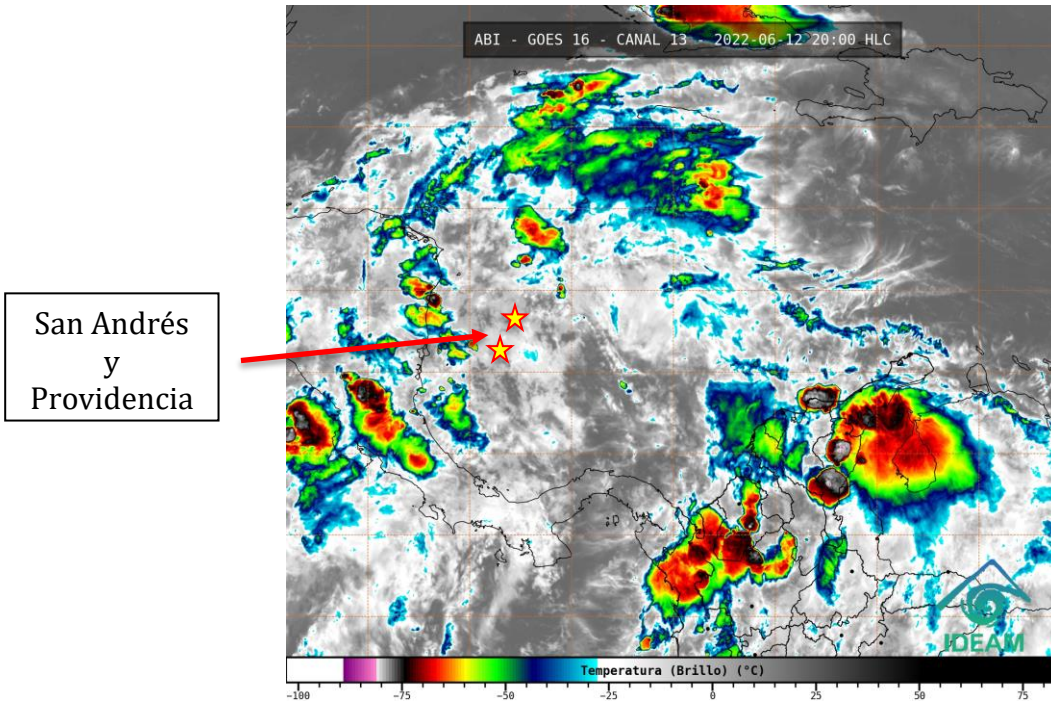 ABI - GOES 16 - CANAL 13 - 2022-06-12 20:00 HLC
San Andrés
y
Providencia
IDEAM
Temperatura (Brillo) (°C)
-100 -75 -50 -25 0 25 50 75